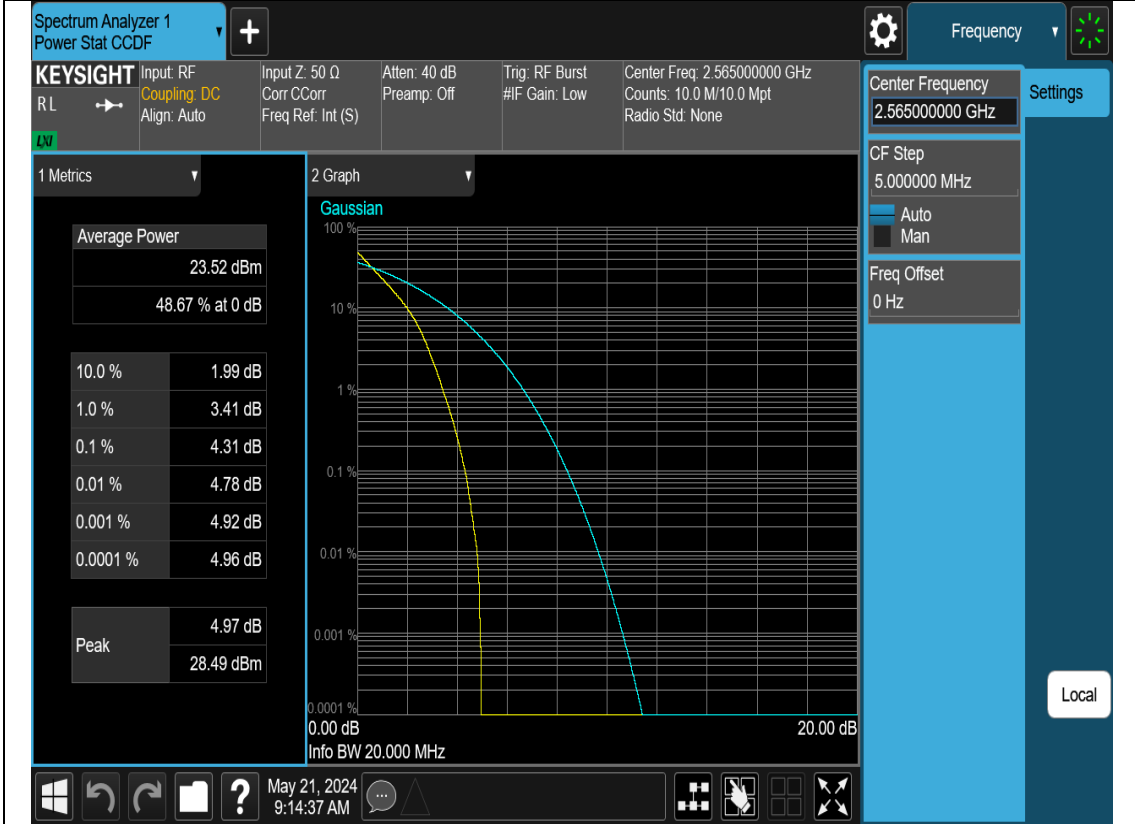 Spectrum Analyzer 1
Power Stat CCDF
Frequency
KEYSIGHT
RL
LXI
Input: RF
Coupling: DC
Align: Auto
Input Z: 50 Ω
Corr CCorr
Freq Ref: Int (S)
Atten: 40 dB
Preamp: Off
Trig: RF Burst
#IF Gain: Low
Center Freq: 2.565000000 GHz
Counts: 10.0 M/10.0 Mpt
Radio Std: None
Center Frequency
2.565000000 GHz
Settings
CF Step
5.000000 MHz
Auto
Man
Freq Offset
0 Hz
Local
1 Metrics
Average Power
23.52 dBm
48.67 % at 0 dB
10.0 % 1.99 dB
1.0 % 3.41 dB
0.1 % 4.31 dB
0.01 % 4.78 dB
0.001 % 4.92 dB
0.0001 % 4.96 dB
Peak 4.97 dB
28.49 dBm
2 Graph
Gaussian
100 %
10 %
1 %
0.1 %
0.01 %
0.001 %
0.0001 %
0.00 dB 20.00 dB
Info BW 20.000 MHz
?
May 21, 2024
9:14:37 AM